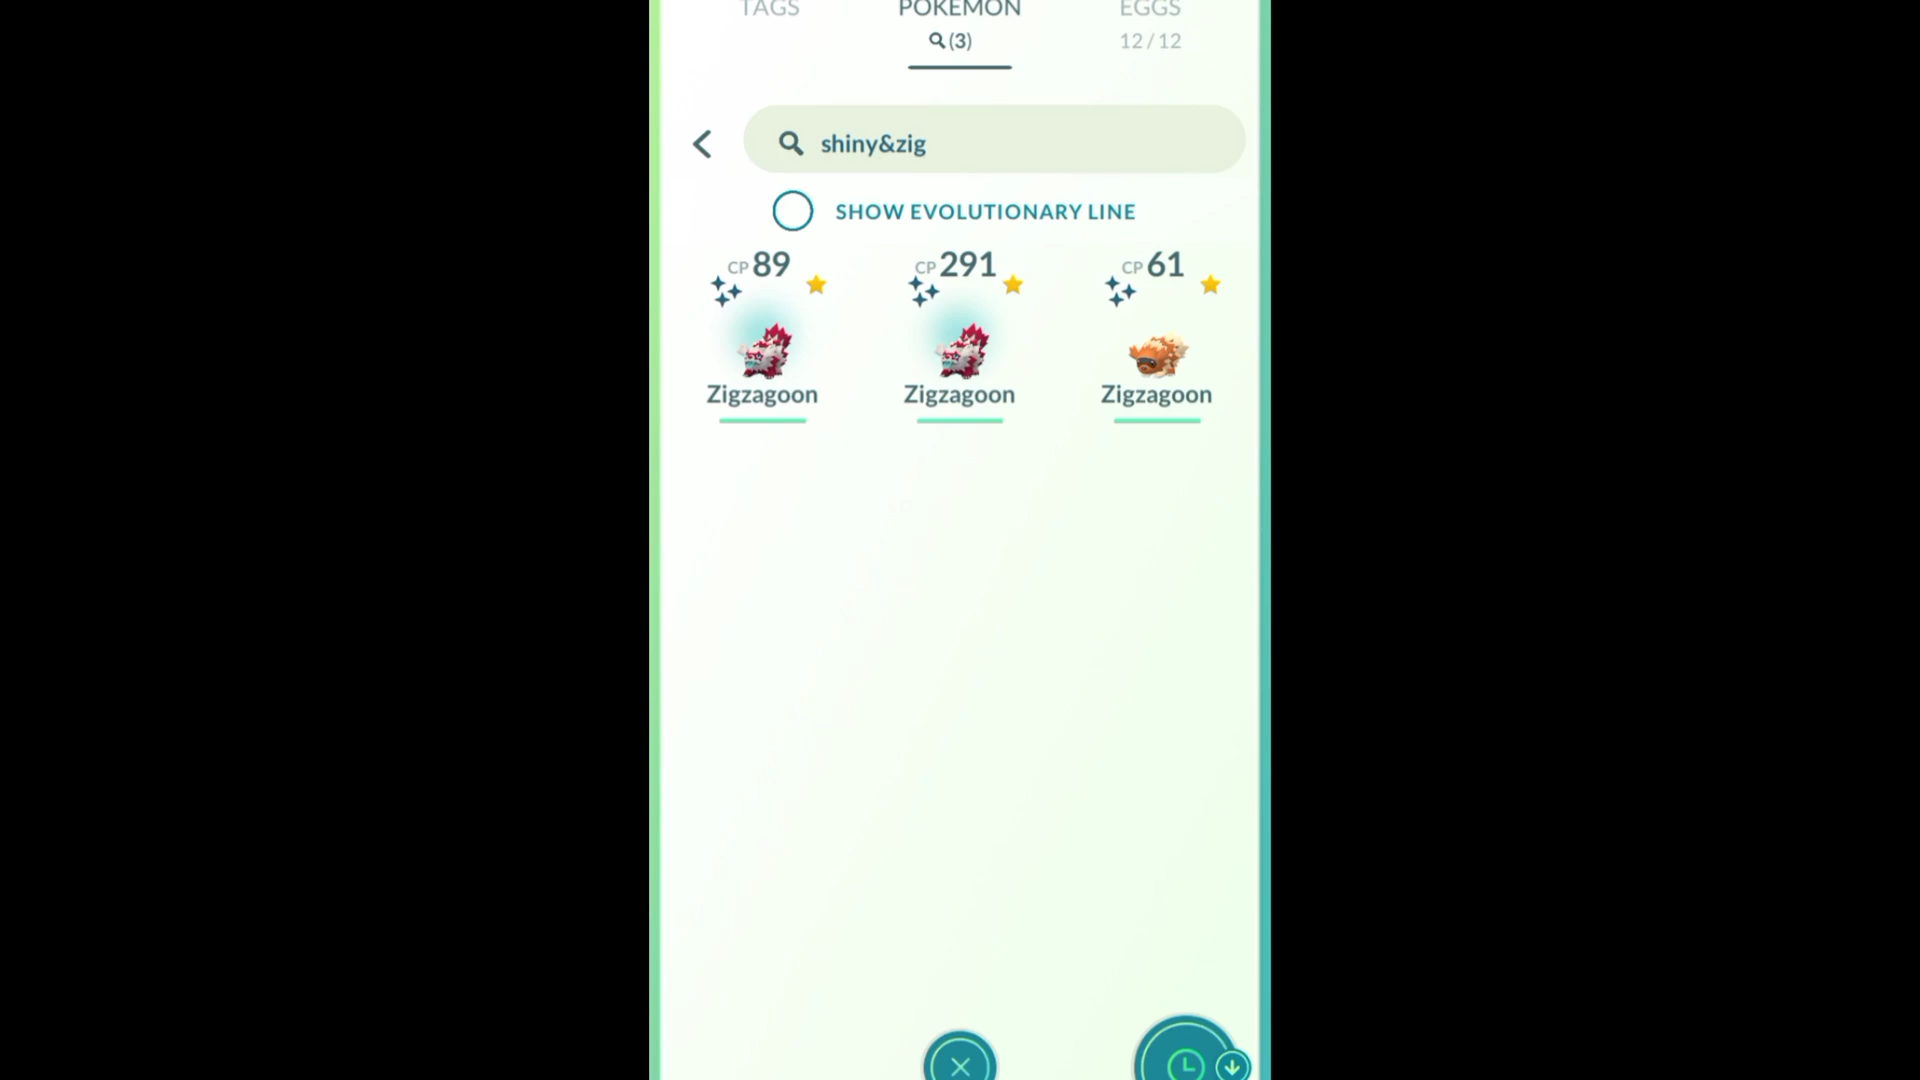 TAGS POKÉMON EGGS
(3) 12 / 12
shiny&zig
SHOW EVOLUTIONARY LINE
CP 89 CP 291 CP 61
Zigzagoon Zigzagoon Zigzagoon